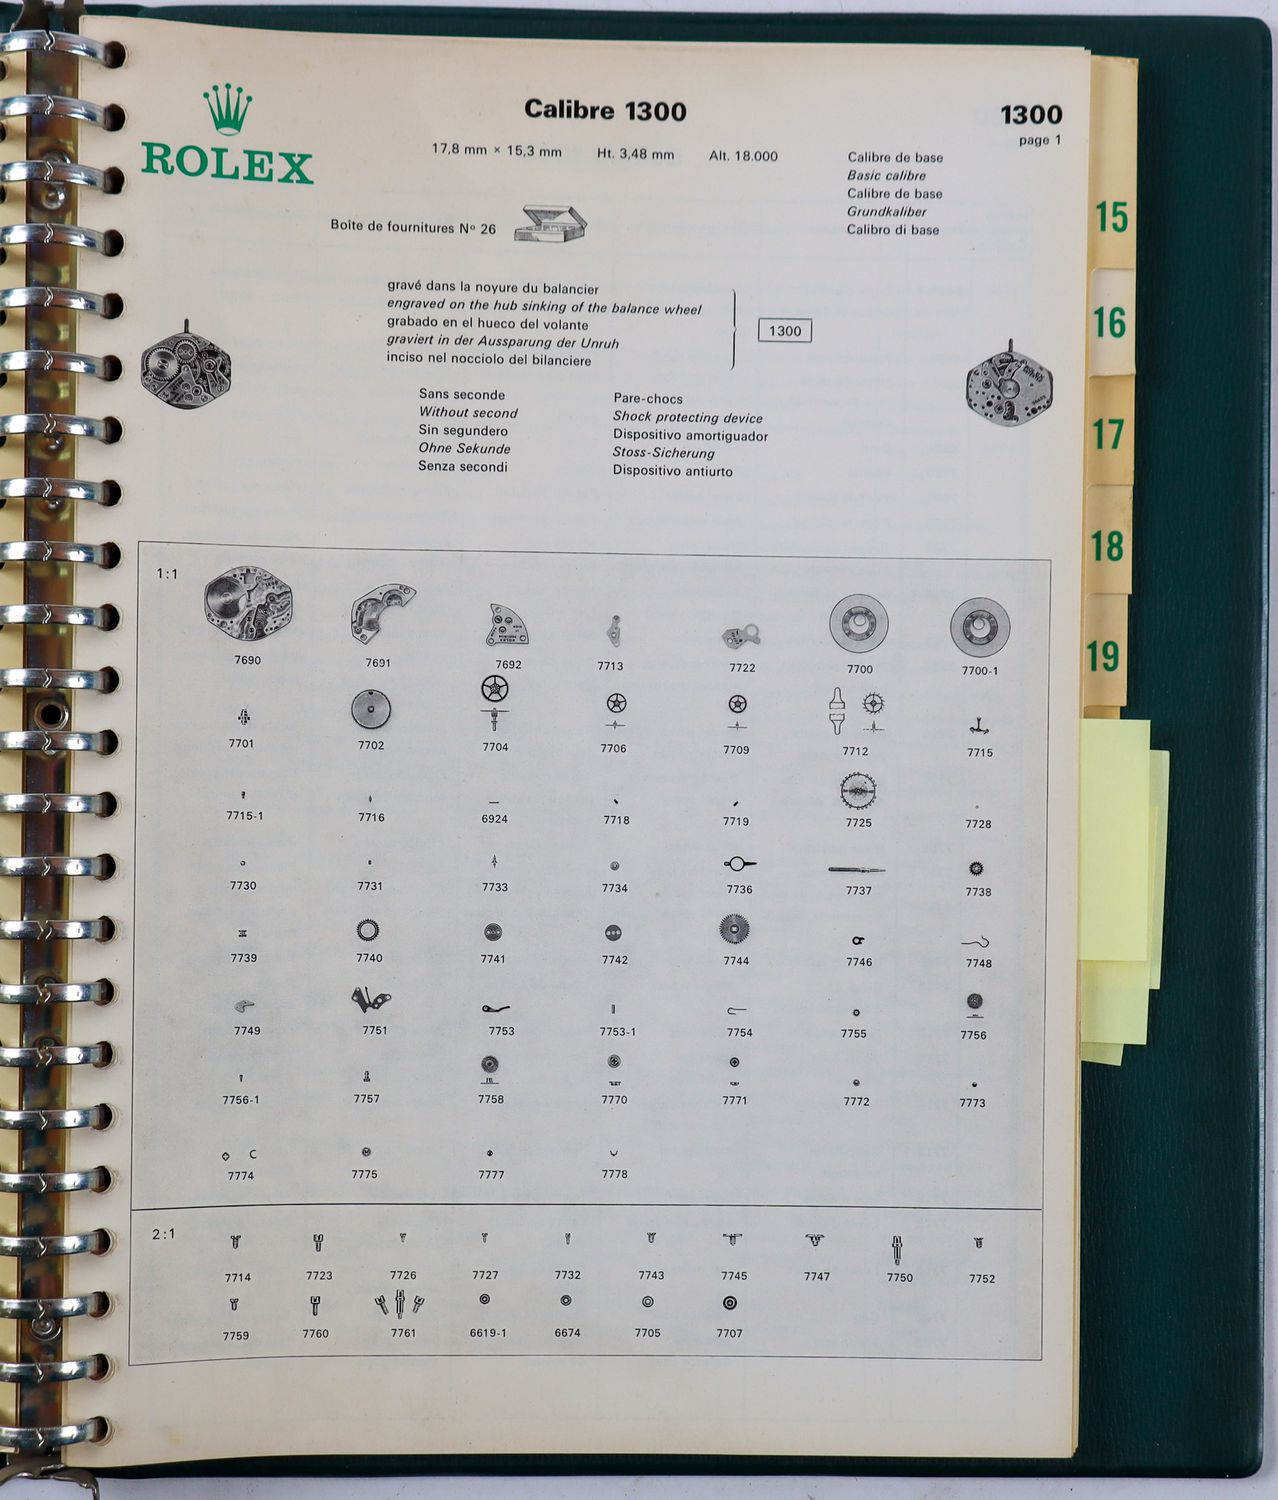 ROLEX
Calibre 1300
1300
page 1
17,8 mm × 15,3 mm Ht. 3,48 mm Alt. 18.000
Calibre de base
Basic calibre
Calibre de base
Grundkaliber
Calibro di base
Boîte de fournitures Nº 26
gravé dans la noyure du balancier
engraved on the hub sinking of the balance wheel
grabado en el hueco del volante
graviert in der Aussparung der Unruh
inciso nel nocciolo del bilanciere
1300
Sans seconde
Without second
Sin segundero
Ohne Sekunde
Senza secondi
Pare-chocs
Shock protecting device
Dispositivo amortiguador
Stoss-Sicherung
Dispositivo antiurto
1:1
7690 7691 7692 7713 7722 7700 7700-1
7701 7702 7704 7706 7709 7712 7715
7715-1 7716 6924 7718 7719 7725 7728
7730 7731 7733 7734 7736 7737 7738
7739 7740 7741 7742 7744 7746 7748
7749 7751 7753 7753-1 7754 7755 7756
7756-1 7757 7758 7770 7771 7772 7773
7774 7775 7777 7778
2:1
7714 7723 7726 7727 7732 7743 7745 7747 7750 7752
7759 7760 7761 6619-1 6674 7705 7707
15
16
17
18
19